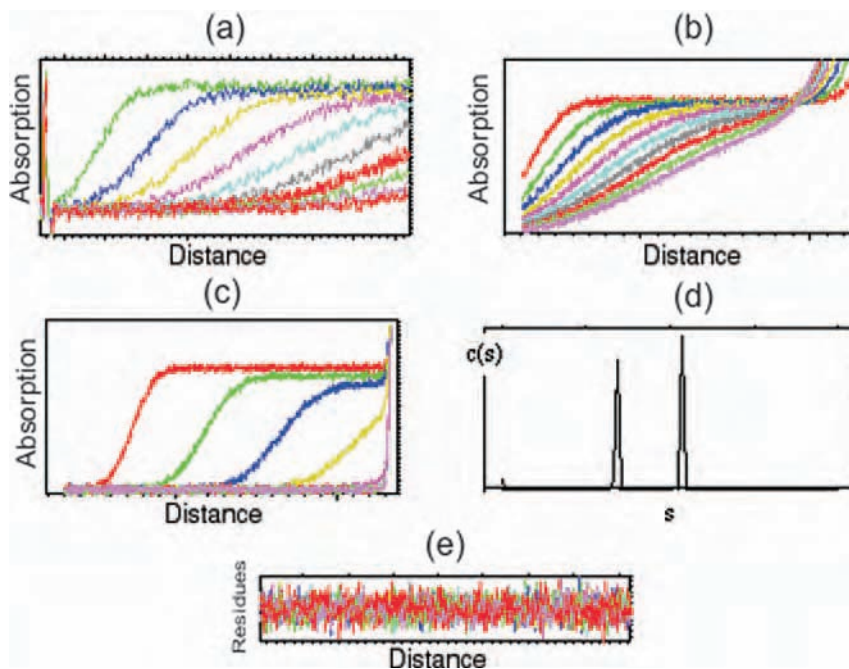 (a)
Absorption
Distance
(b)
Absorption
Distance
(c)
Absorption
Distance
(d)
c(s)
s
(e)
Residues
Distance